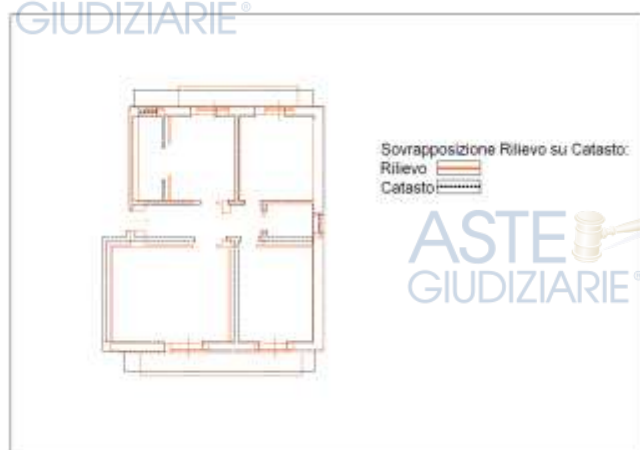 GIUDIZIARIE®
Sovrapposizione Rilievo su Catasto:
Rilievo
Catasto
ASTE
GIUDIZIARIE®